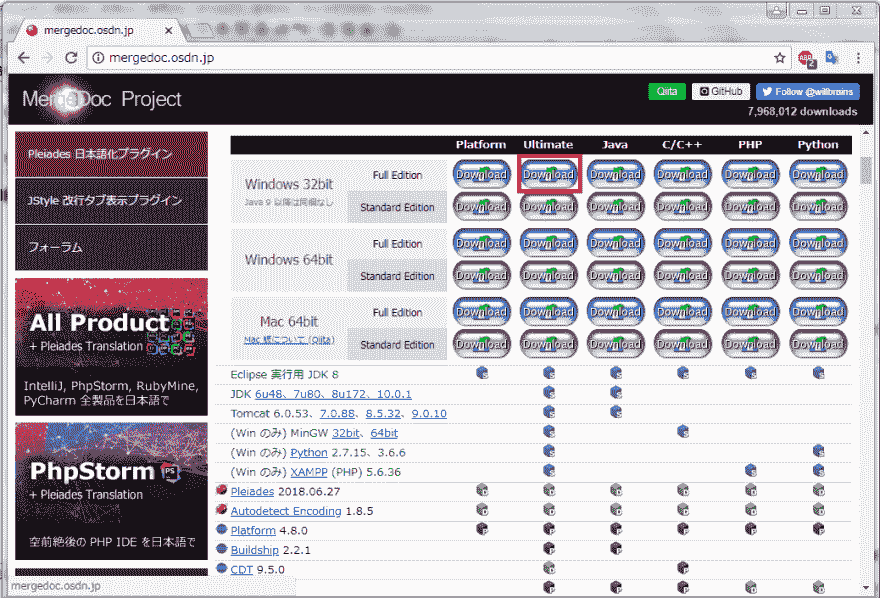 mergedoc.osdn.jp
mergedoc.osdn.jp
ABP
2
MergeDoc Project
Qiita
GitHub
Follow @willbrains
7,968,012 downloads
Pleiades 日本語化プラグイン
JStyle 改行タブ表示プラグイン
フォーラム
All Product
+ Pleiades Translation
IntelliJ, PhpStorm, RubyMine,
PyCharm 全製品を日本語で
PhpStorm
PS
+ Pleiades Translation
空前絶後の PHP IDE を日本語で
Platform Ultimate Java C/C++ PHP Python
Windows 32bit
Java 9 以降は同梱なし
Full Edition Download Download Download Download Download Download
Standard Edition Download Download Download Download Download Download
Windows 64bit
Full Edition Download Download Download Download Download Download
Standard Edition Download Download Download Download Download Download
Mac 64bit
Mac 版について (Qiita)
Full Edition Download Download Download Download Download Download
Standard Edition Download Download Download Download Download Download
Eclipse 実行用 JDK 8
JDK 6u48、7u80、8u172、10.0.1
Tomcat 6.0.53、7.0.88、8.5.32、9.0.10
(Win のみ) MinGW 32bit、64bit
(Win のみ) Python 2.7.15、3.6.6
(Win のみ) XAMPP (PHP) 5.6.36
Pleiades 2018.06.27
Autodetect Encoding 1.8.5
Platform 4.8.0
Buildship 2.2.1
CDT 9.5.0
mergedoc.osdn.jp